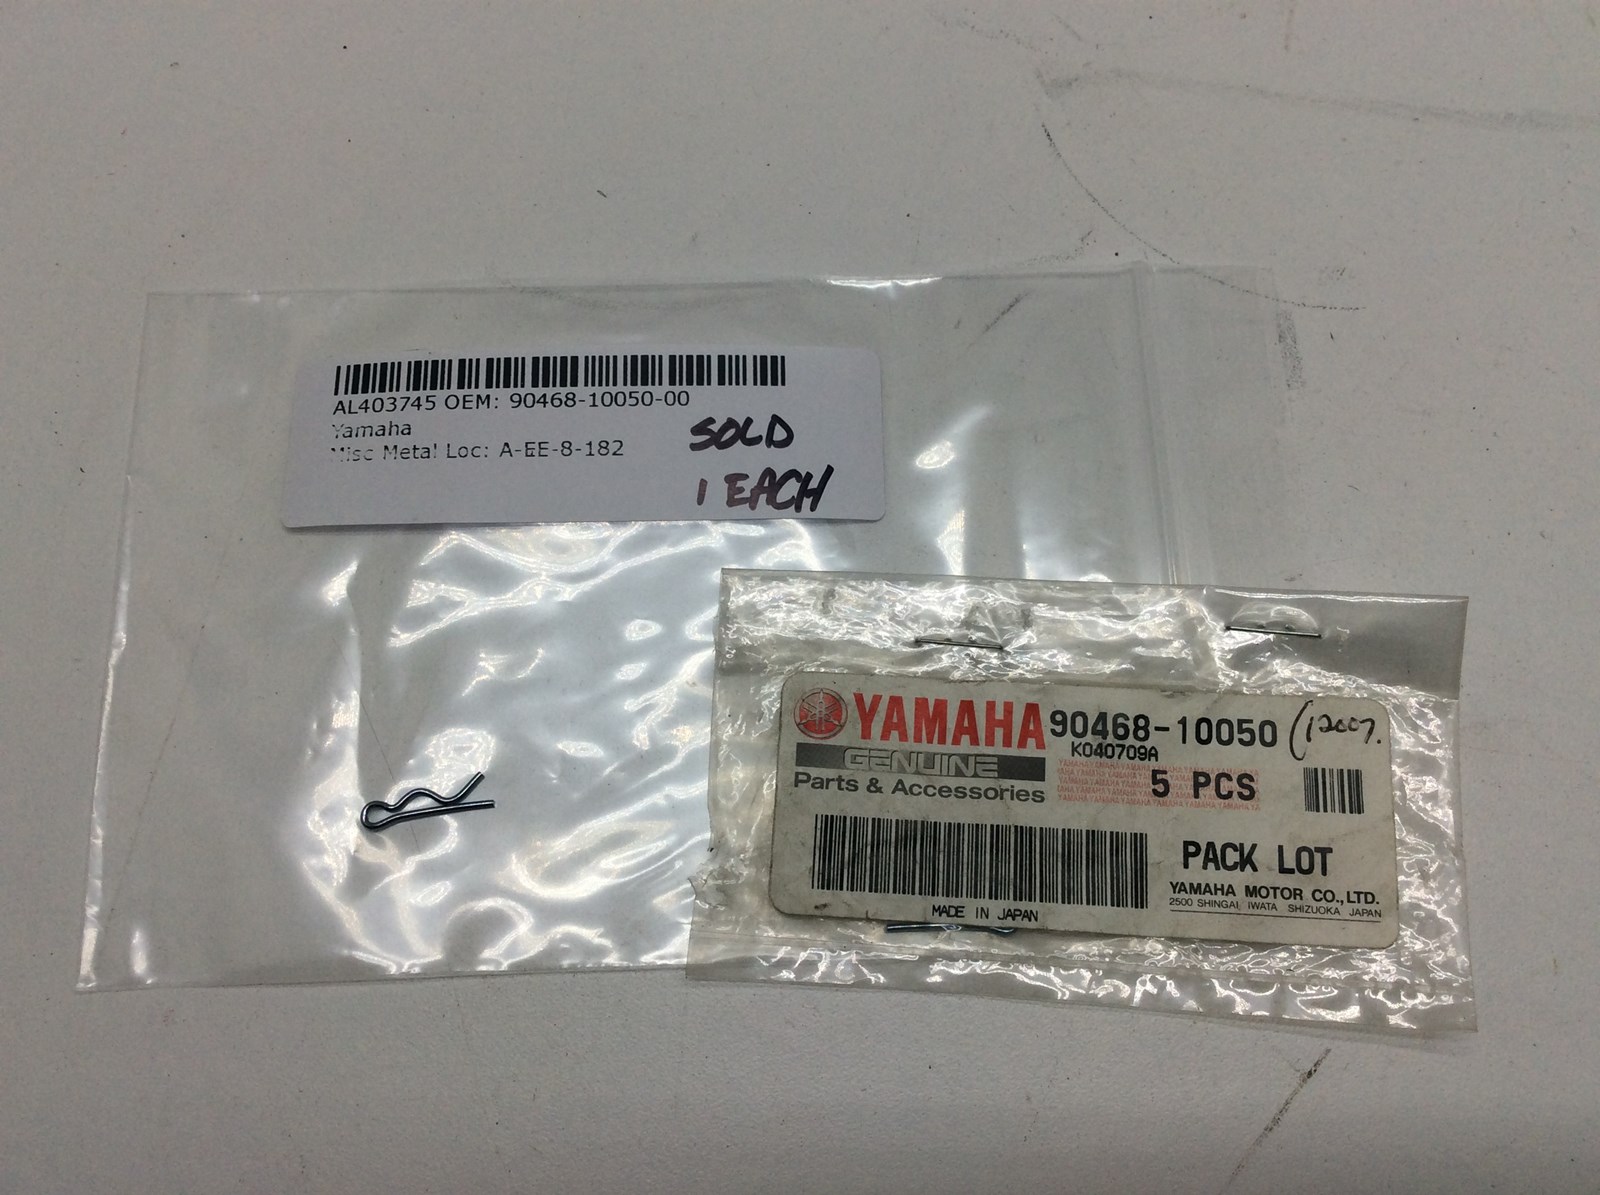 AL403745 OEM: 90468-10050-00
Yamaha
Misc Metal Loc: A-EE-8-182
SOLD
1 EACH
YAMAHA
GENUINE
Parts & Accessories
90468-10050
K040709A
5 PCS
PACK LOT
YAMAHA MOTOR CO., LTD.
2500 SHINGAI IWATA SHIZUOKA JAPAN
MADE IN JAPAN